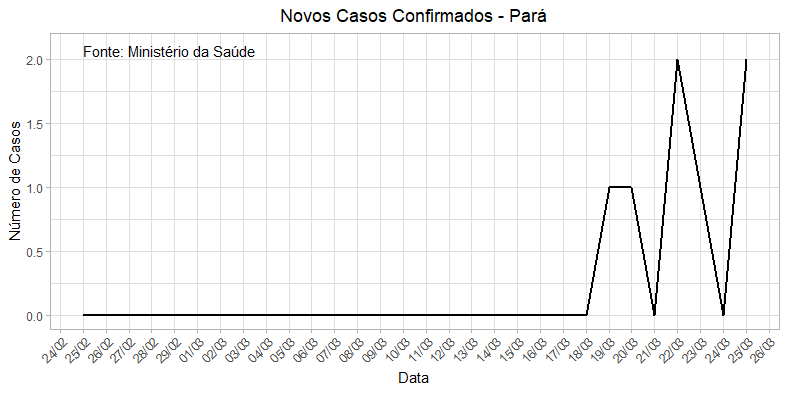 Novos Casos Confirmados - Pará
Fonte: Ministério da Saúde
Número de Casos
2.0
1.5
1.0
0.5
0.0
24/02 25/02 26/02 27/02 28/02 29/02 01/03 02/03 03/03 04/03 05/03 06/03 07/03 08/03 09/03 10/03 11/03 12/03 13/03 14/03 15/03 16/03 17/03 18/03 19/03 20/03 21/03 22/03 23/03 24/03 25/03 26/03
Data